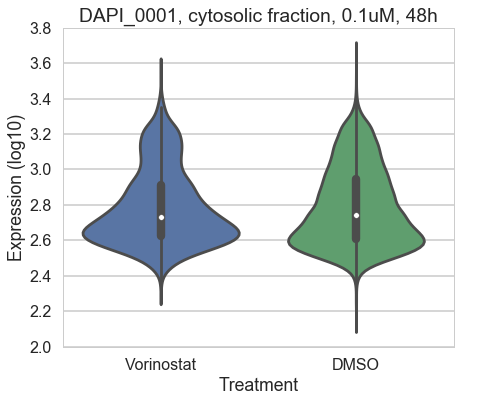 DAPI_0001, cytosolic fraction, 0.1uM, 48h
Expression (log10)
3.8
3.6
3.4
3.2
3.0
2.8
2.6
2.4
2.2
2.0
Vorinostat DMSO
Treatment